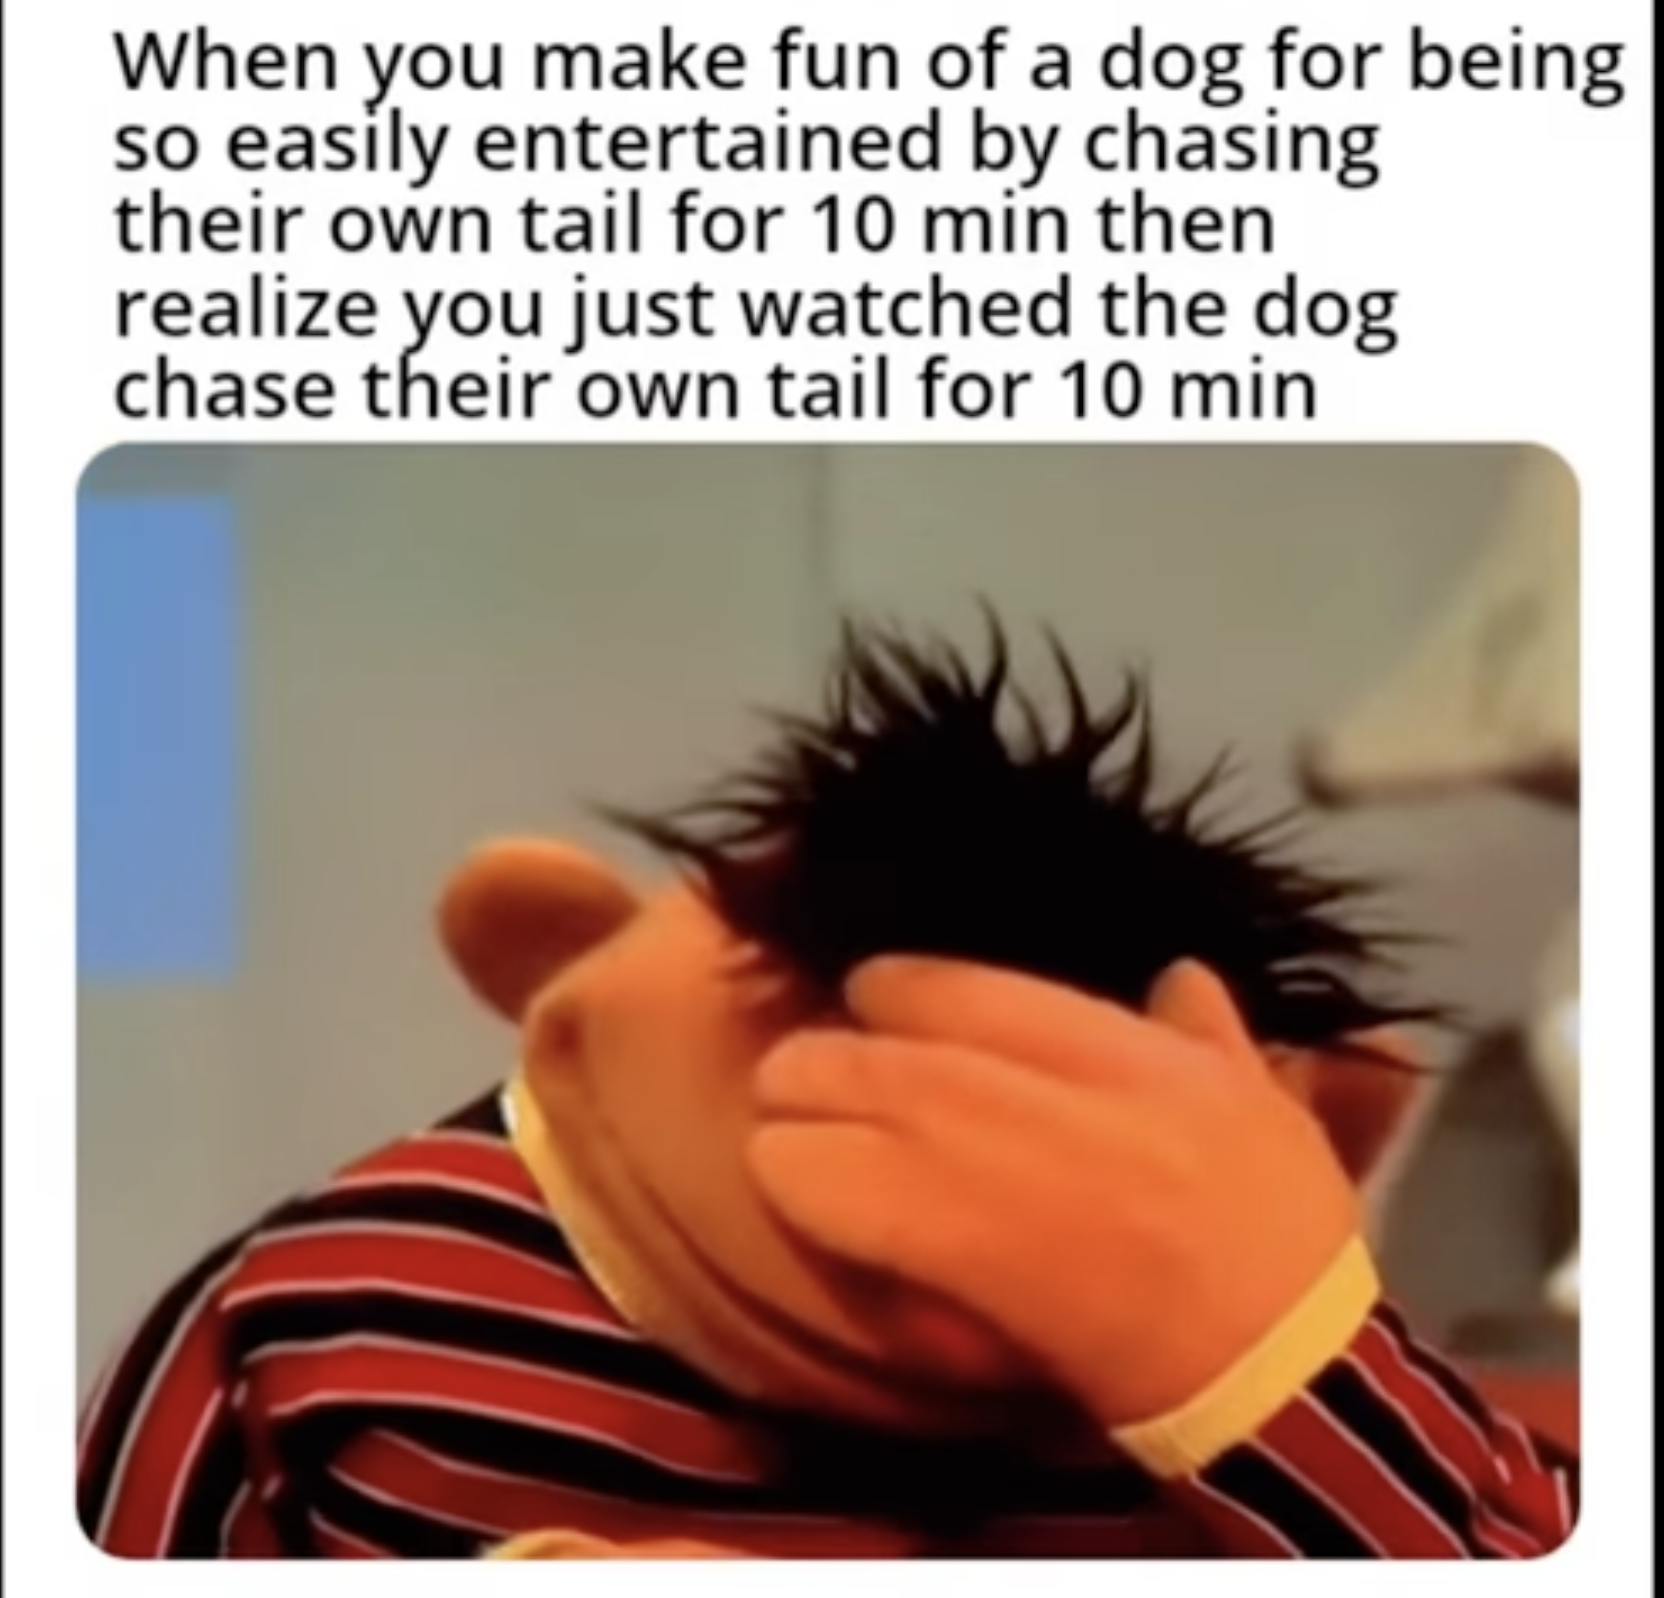 When you make fun of a dog for being
so easily entertained by chasing
their own tail for 10 min then
realize you just watched the dog
chase their own tail for 10 min